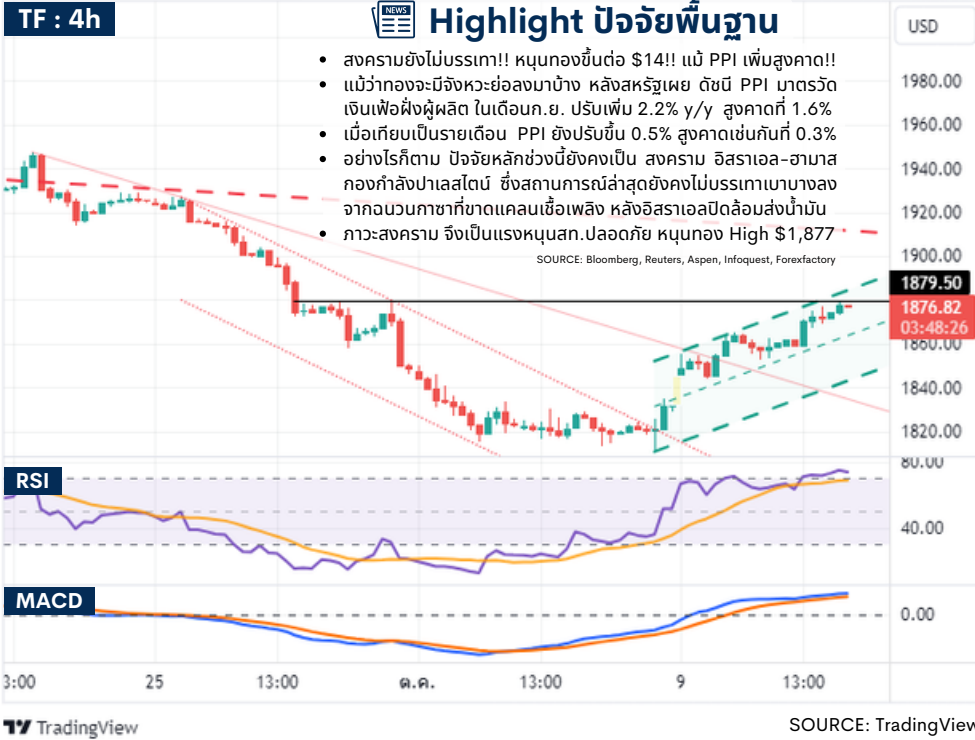 TF : 4h
NEWS
Highlight ปัจจัยพื้นฐาน
USD
• สงครามยังไม่บรรเทา!! หนุนทองขึ้นต่อ $14!! แม้ PPI เพิ่มสูงคาด!!
• แม้ว่าทองจะมีจังหวะย่อลงมาบ้าง หลังสหรัฐเผย ดัชนี PPI มาตรวัด
เงินเฟ้อฝั่งผู้ผลิต ในเดือนก.ย. ปรับเพิ่ม 2.2% y/y สูงคาดที่ 1.6%
• เมื่อเทียบเป็นรายเดือน PPI ยังปรับขึ้น 0.5% สูงคาดเช่นกันที่ 0.3%
• อย่างไรก็ตาม ปัจจัยหลักช่วงนี้ยังคงเป็น สงคราม อิสราเอล-ฮามาส
กองกำลังปาเลสไตน์ ซึ่งสถานการณ์ล่าสุดยังคงไม่บรรเทาเบาบางลง
จากฉนวนกาซาที่ขาดแคลนเชื้อเพลิง หลังอิสราเอลปิดล้อมส่งน้ำมัน
• ภาวะสงคราม จึงเป็นแรงหนุนสท.ปลอดภัย หนุนทอง High $1,877
SOURCE: Bloomberg, Reuters, Aspen, Infoquest, Forexfactory
1980.00
1960.00
1940.00
1920.00
1900.00
1879.50
1876.82
03:48:26
1860.00
1840.00
1820.00
RSI
80.00
40.00
MACD
0.00
3:00
25
13:00
ต.ค.
13:00
9
13:00
TradingView
SOURCE: TradingView